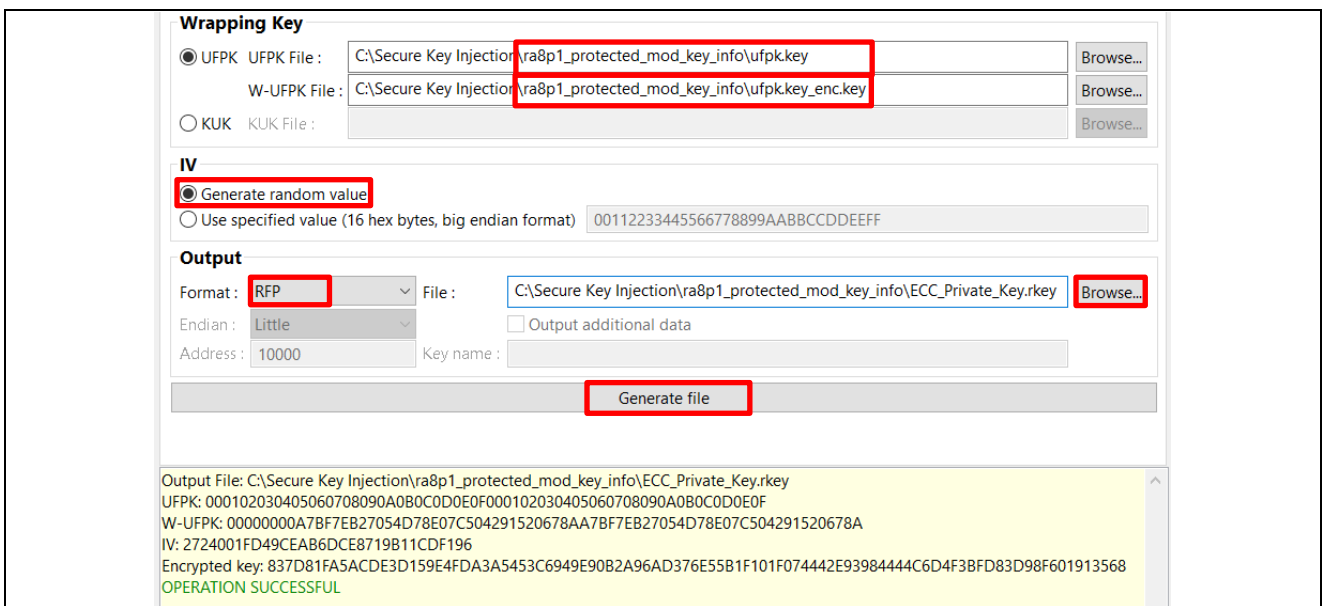 Wrapping Key
UFPK UFPK File : C:\Secure Key Injection\ra8p1_protected_mod_key_info\ufpk.key Browse...
W-UFPK File : C:\Secure Key Injection\ra8p1_protected_mod_key_info\ufpk.key_enc.key Browse...
KUK KUK File : Browse...
IV
Generate random value
Use specified value (16 hex bytes, big endian format) 00112233445566778899AABBCCDDEEFF
Output
Format : RFP File : C:\Secure Key Injection\ra8p1_protected_mod_key_info\ECC_Private_Key.rkey Browse...
Endian : Little Output additional data
Address : 10000 Key name :
Generate file
Output File: C:\Secure Key Injection\ra8p1_protected_mod_key_info\ECC_Private_Key.rkey
UFPK: 000102030405060708090A0B0C0D0E0F000102030405060708090A0B0C0D0E0F
W-UFPK: 00000000A7BF7EB27054D78E07C504291520678AA7BF7EB27054D78E07C504291520678A
IV: 2724001FD49CEAB6DCE8719B11CDF196
Encrypted key: 837D81FA5ACDE3D159E4FDA3A5453C6949E90B2A96AD376E55B1F101F074442E93984444C6D4F3BFD83D98F601913568
OPERATION SUCCESSFUL